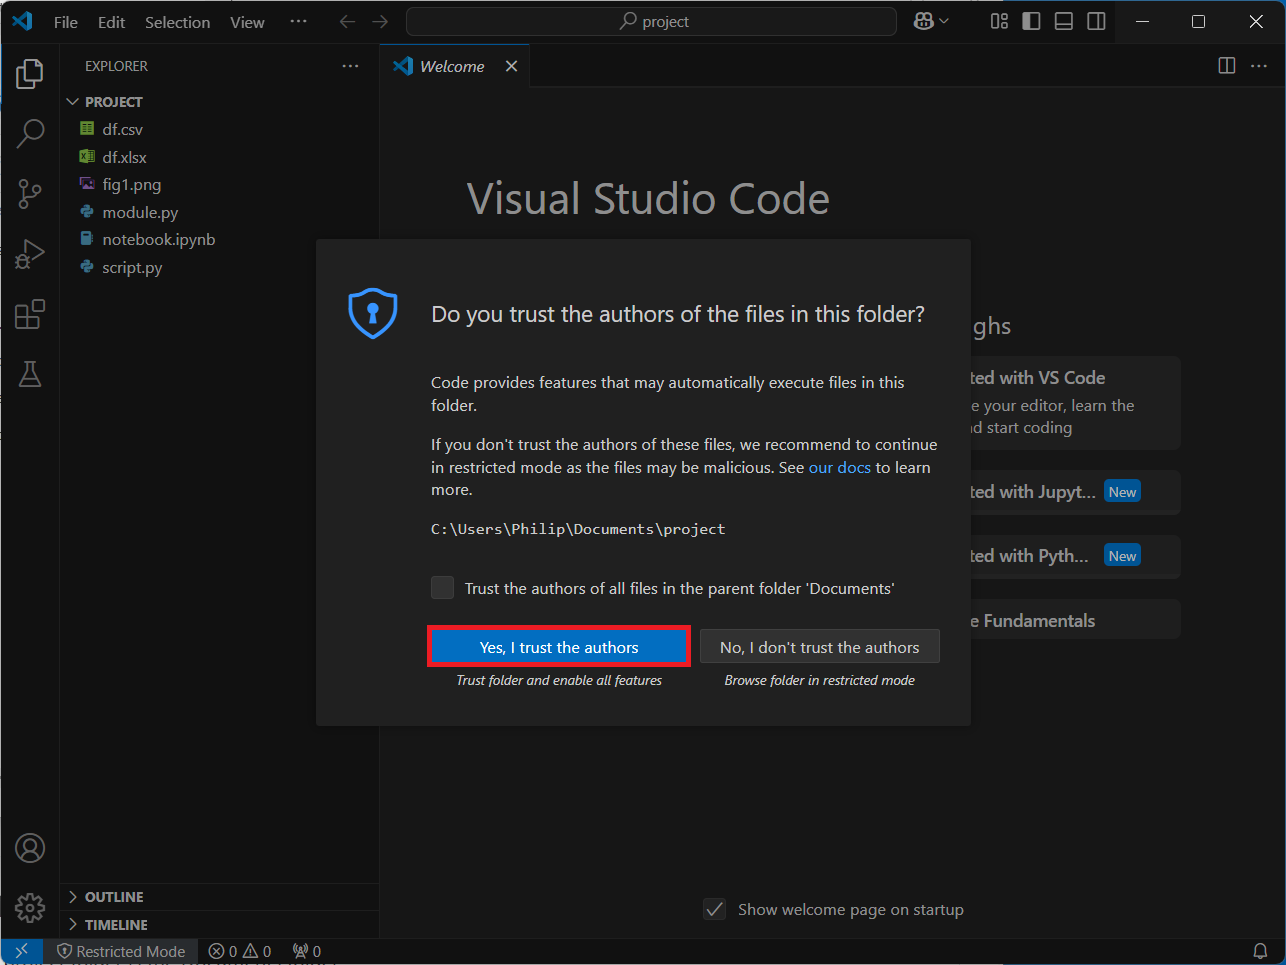 File Edit Selection View ··· project
EXPLORER ···
Welcome
PROJECT
df.csv
df.xlsx
fig1.png
module.py
notebook.ipynb
script.py
Visual Studio Code
Do you trust the authors of the files in this folder?
Code provides features that may automatically execute files in this
folder.
If you don't trust the authors of these files, we recommend to continue
in restricted mode as the files may be malicious. See our docs to learn
more.
C:\Users\Philip\Documents\project
Trust the authors of all files in the parent folder 'Documents'
Yes, I trust the authors
No, I don't trust the authors
Trust folder and enable all features
Browse folder in restricted mode
ghs
ted with VS Code
e your editor, learn the
d start coding
ted with Jupyt... New
ted with Pyth... New
e Fundamentals
Show welcome page on startup
OUTLINE
TIMELINE
Restricted Mode 0 0 0